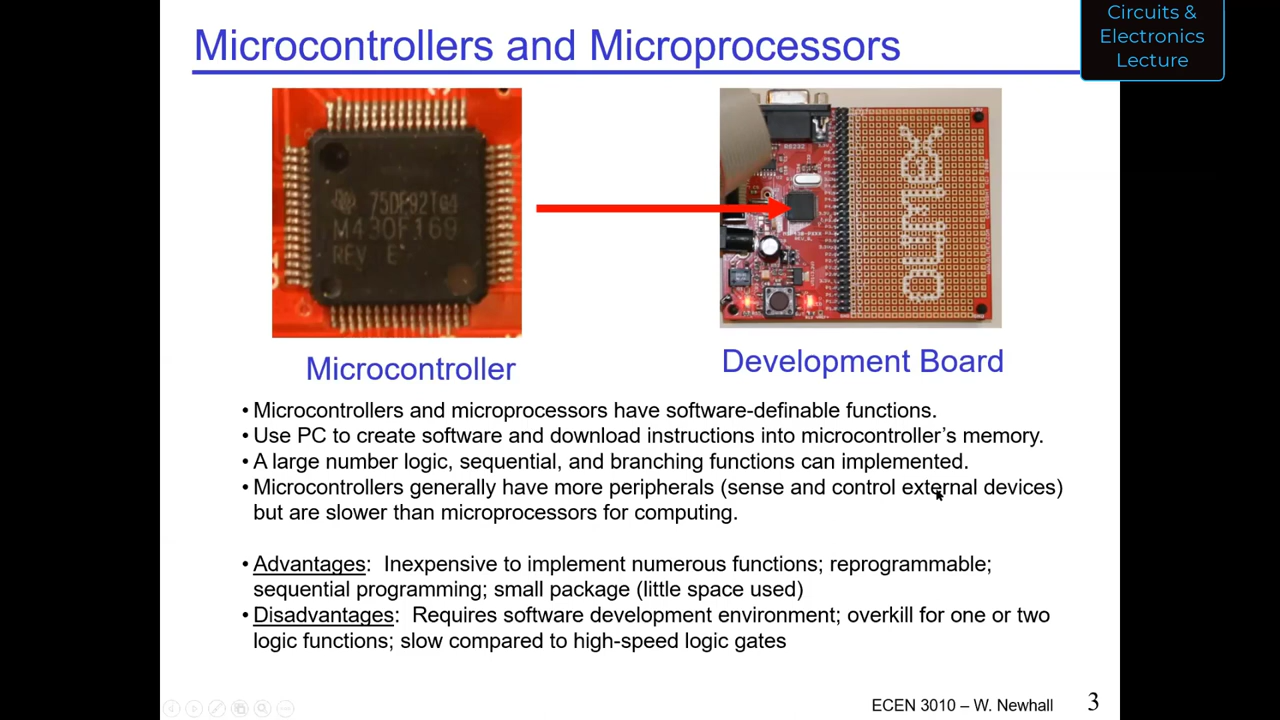 Circuits &
Electronics
Lecture
Microcontrollers and Microprocessors
M430F169
REV E
RS232
olimex
Microcontroller
Development Board
• Microcontrollers and microprocessors have software-definable functions.
• Use PC to create software and download instructions into microcontroller's memory.
• A large number logic, sequential, and branching functions can implemented.
• Microcontrollers generally have more peripherals (sense and control external devices)
but are slower than microprocessors for computing.
• Advantages: Inexpensive to implement numerous functions; reprogrammable;
sequential programming; small package (little space used)
• Disadvantages: Requires software development environment; overkill for one or two
logic functions; slow compared to high-speed logic gates
ECEN 3010 – W. Newhall 3